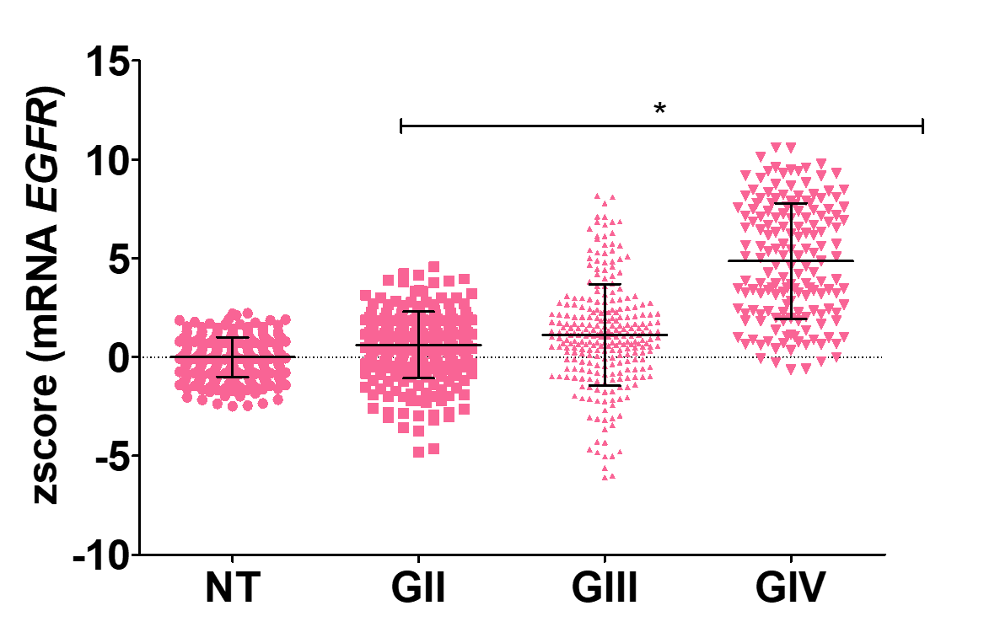 zscore (mRNA EGFR)
15
10
5
0
-5
-10
*
NT
GII
GIII
GIV